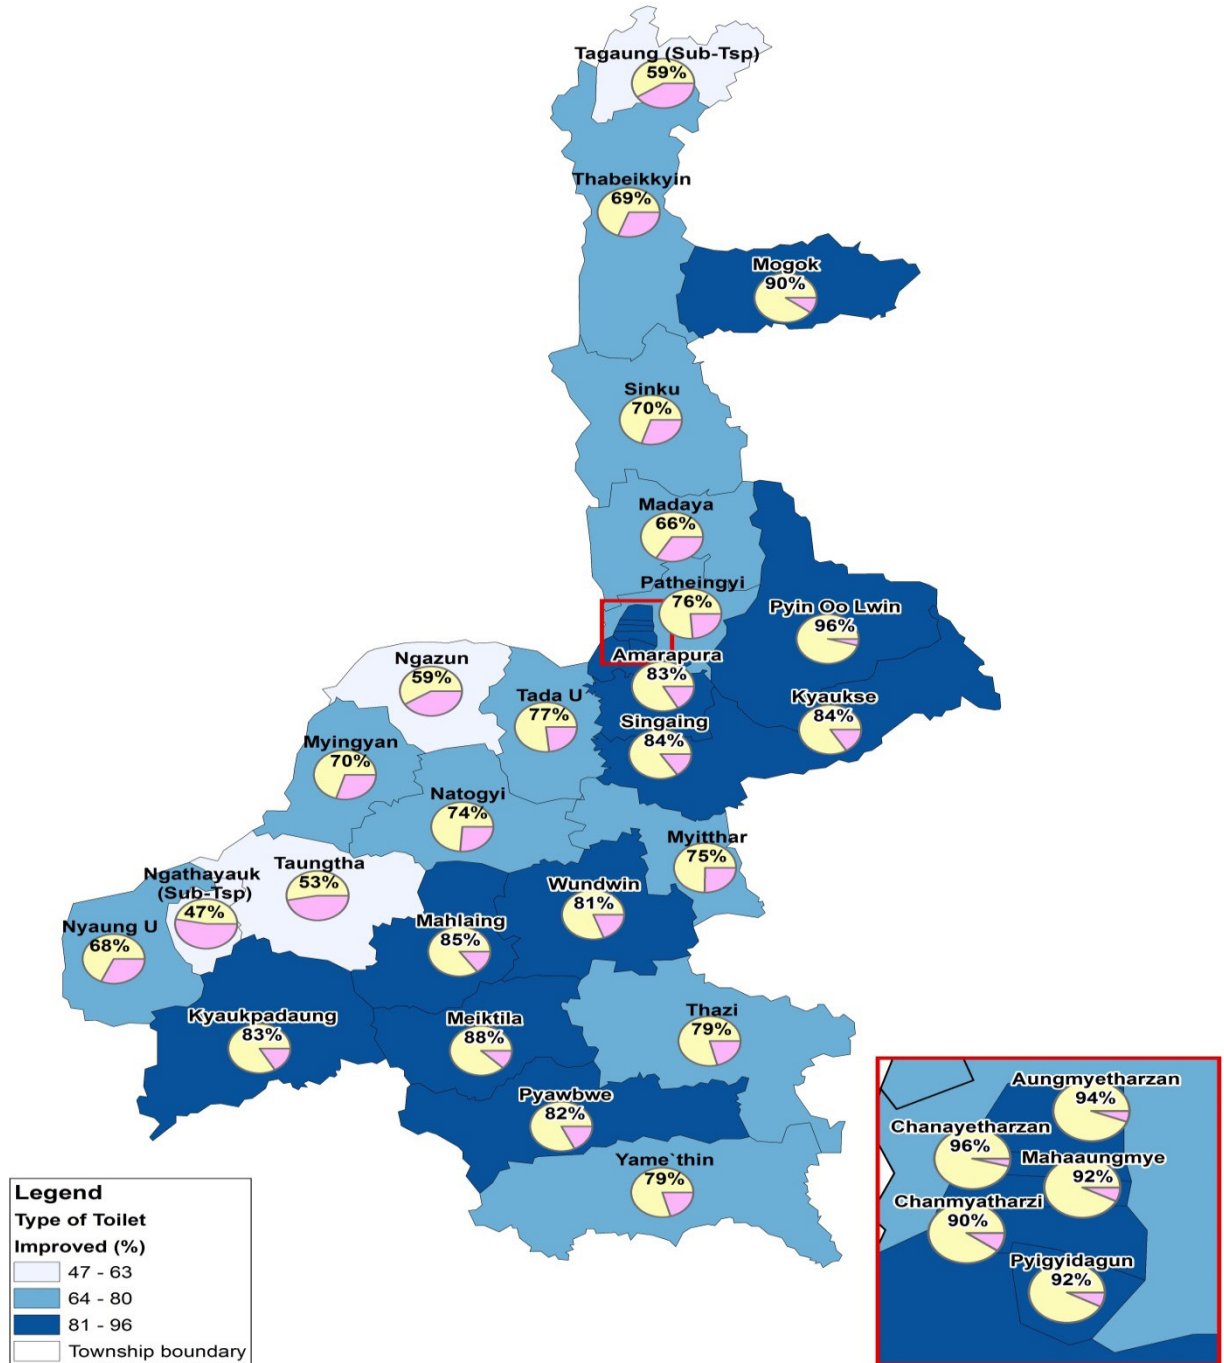 Tagaung (Sub-Tsp)
59%
Thabeikkyin
69%
Mogok
90%
Sinku
70%
Madaya
66%
Patheingyi
76%
Pyin Oo Lwin
96%
Amarapura
83%
Kyaukse
84%
Singaing
84%
Ngazun
59%
Tada U
77%
Myingyan
70%
Natogyi
74%
Myitthar
75%
Taungtha
53%
Ngathayauk
(Sub-Tsp)
47%
Nyaung U
68%
Wundwin
81%
Mahlaing
85%
Kyaukpadaung
83%
Meiktila
88%
Thazi
79%
Pyawbwe
82%
Yame`thin
79%
Aungmyetharzan
94%
Chanayetharzan
96%
Mahaaungmye
92%
Chanmyatharzi
90%
Pyigyidagun
92%
Legend
Type of Toilet
Improved (%)
47 - 63
64 - 80
81 - 96
Township boundary